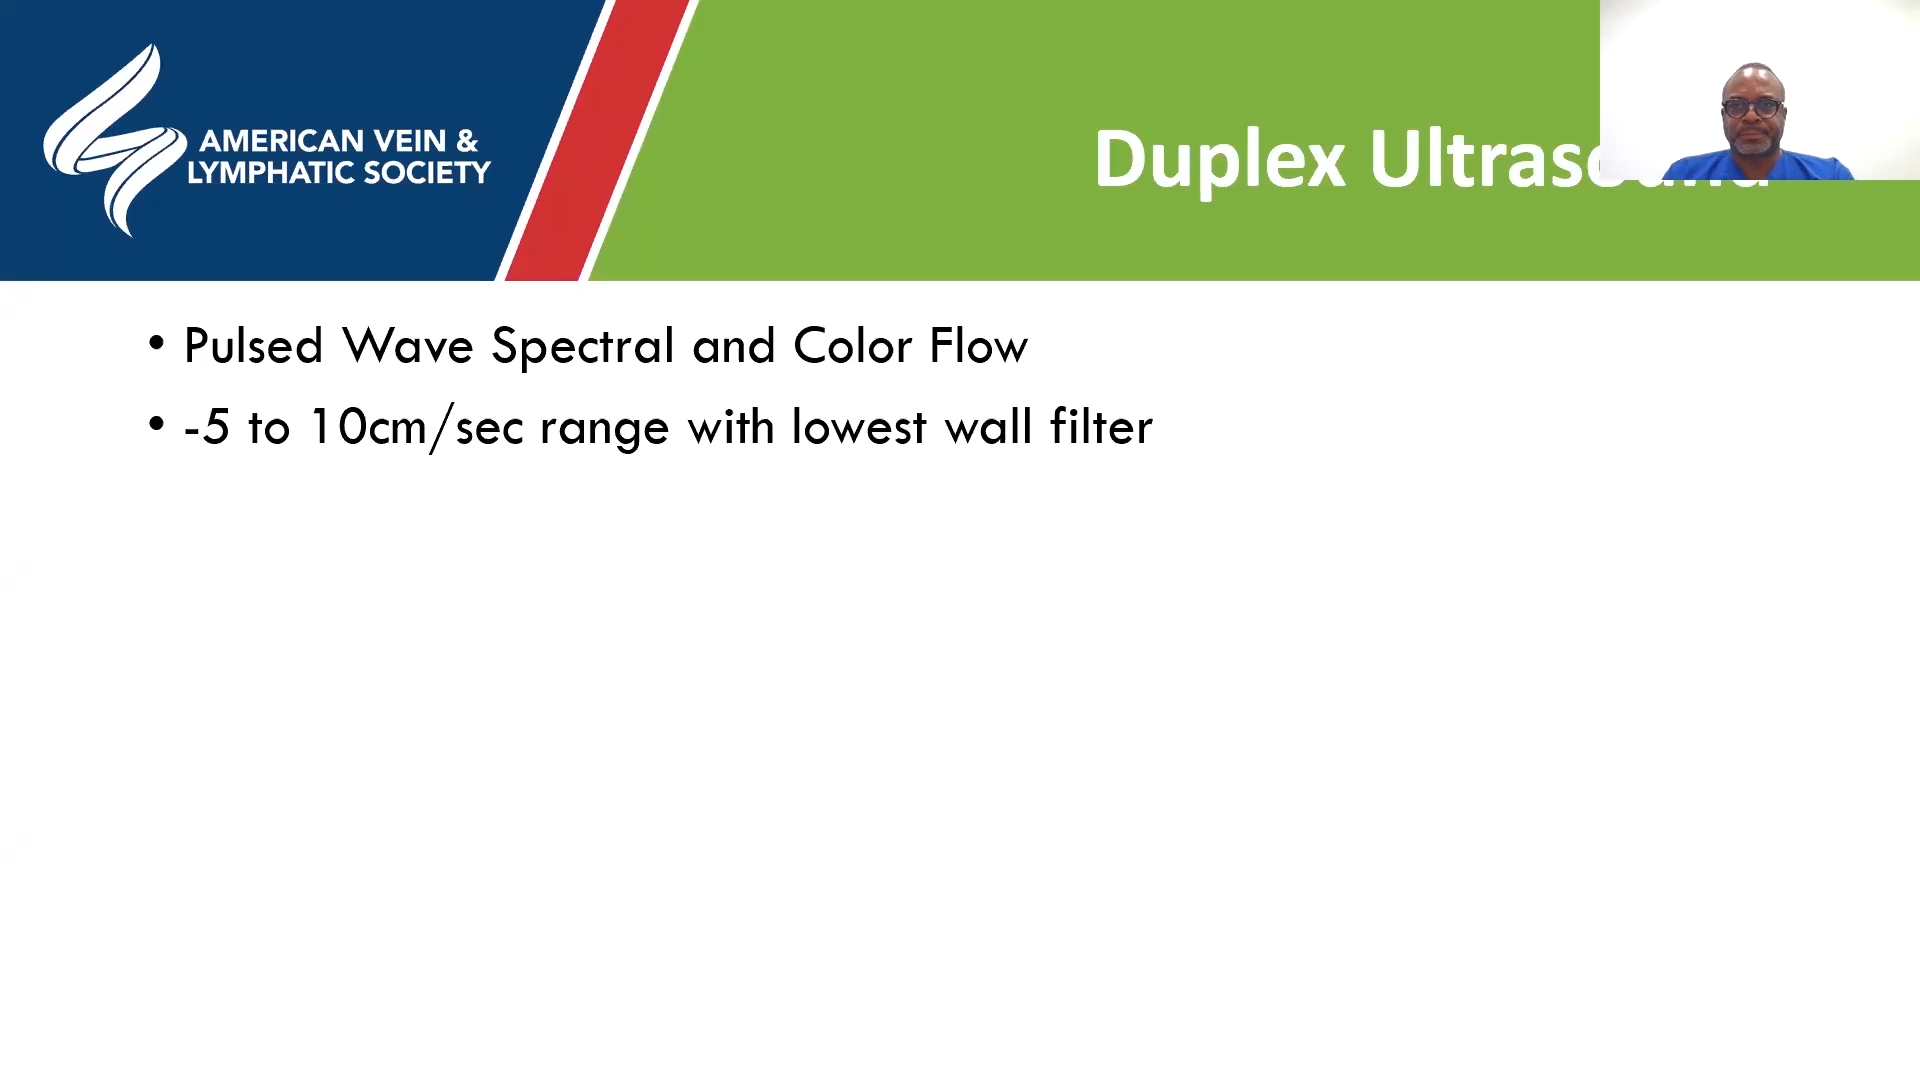 AMERICAN VEIN &
LYMPHATIC SOCIETY
Duplex Ultrasound
• Pulsed Wave Spectral and Color Flow
• -5 to 10cm/sec range with lowest wall filter